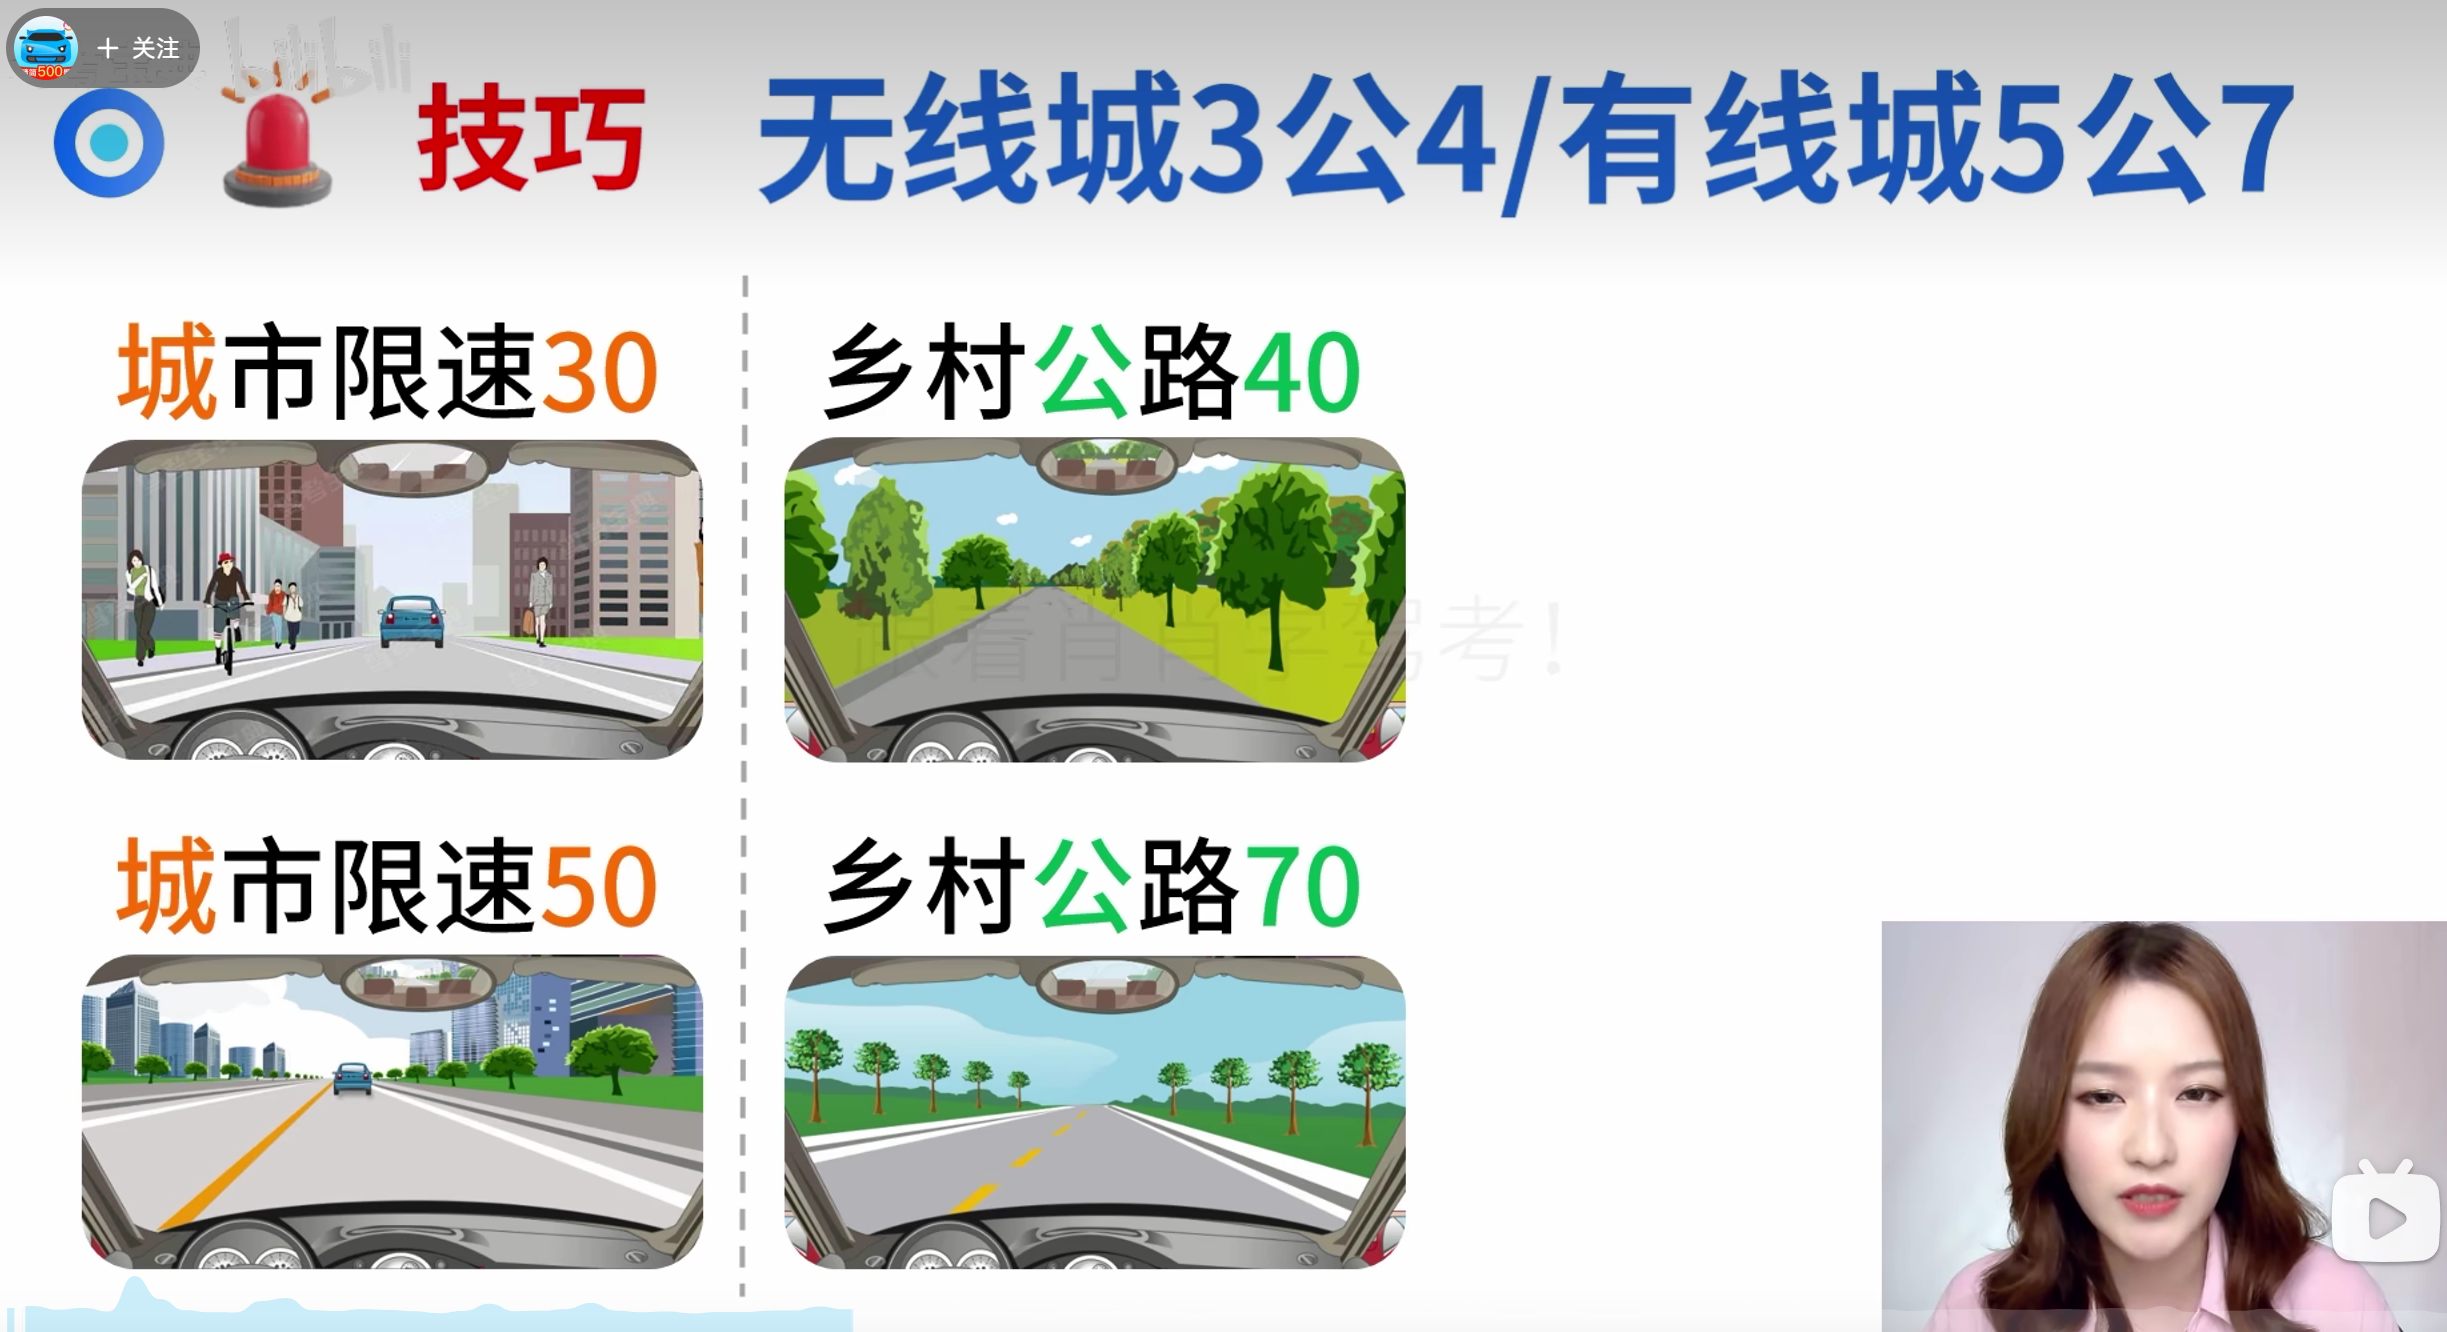 + 关注
bilibili
500
技巧 无线城3公4/有线城5公7
城市限速30
乡村公路40
跟着肖肖学驾考!
城市限速50
乡村公路70